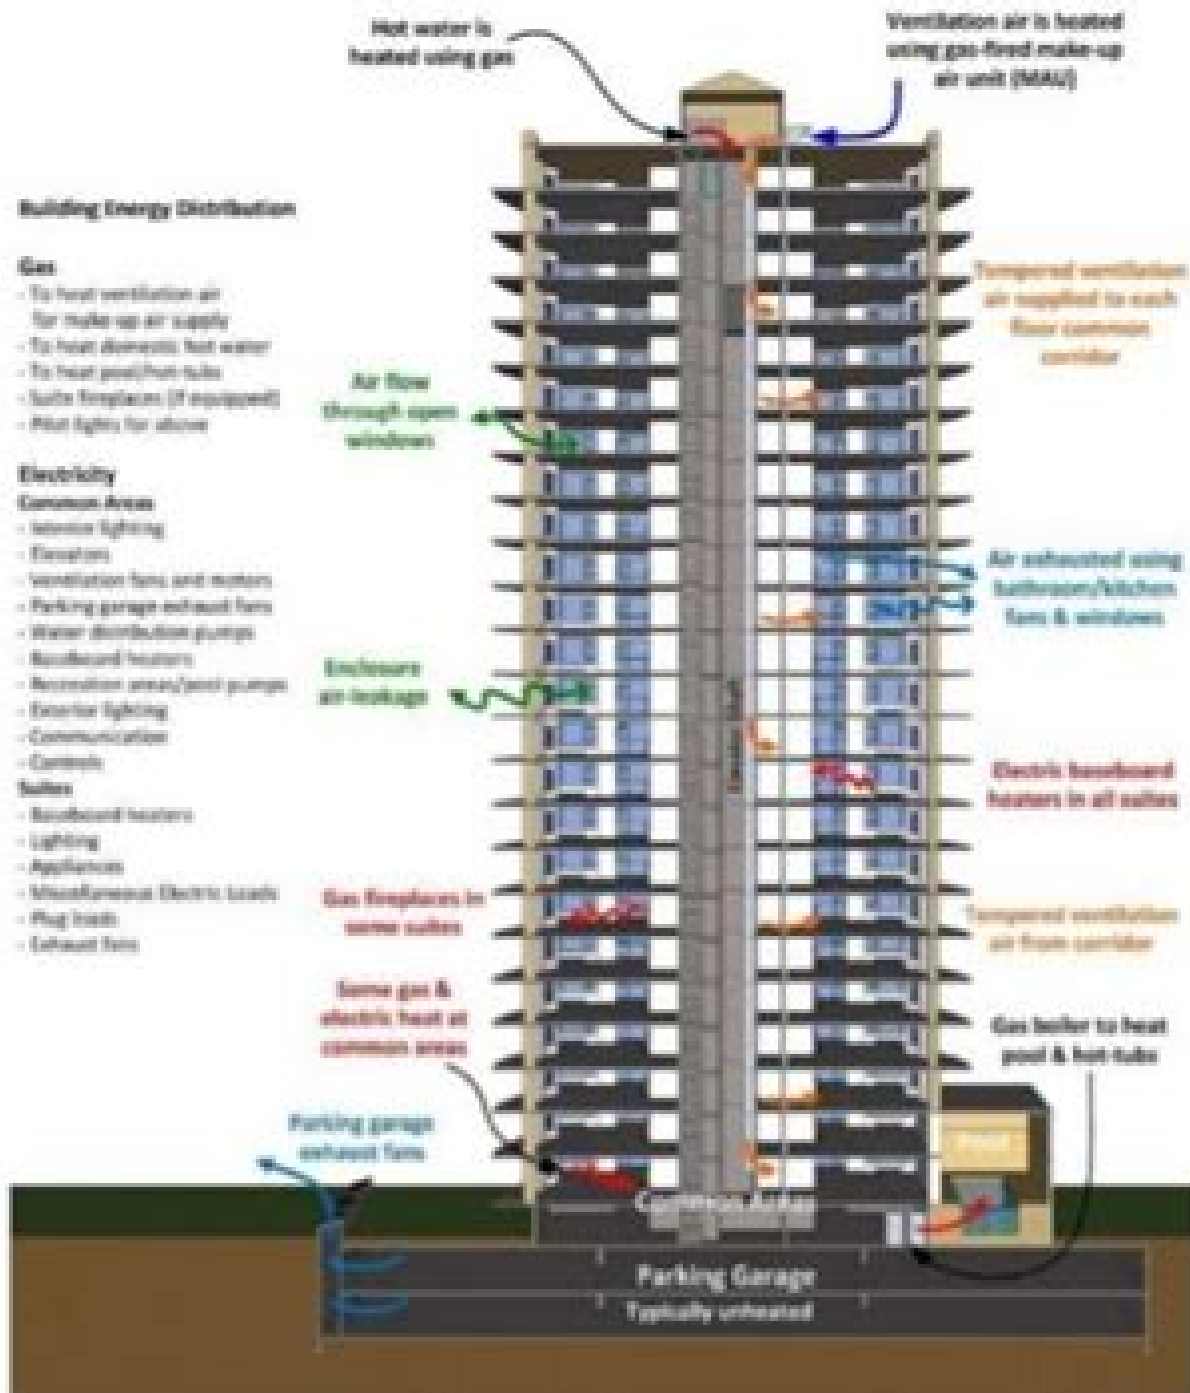 Hot water is
heated using gas
Ventilation air is heated
using gas-fired make-up
air unit (MAU)
Building Energy Distribution
Gas
- To heat ventilation air
for make-up air supply
- To heat domestic hot water
- To heat pool/hot-tubs
- Suite fireplaces (if equipped)
- Pilot lights for above
Electricity
Common Areas
- Interior lighting
- Elevators
- Ventilation fans and motors
- Parking garage exhaust fans
- Water distribution pumps
- Baseboard heaters
- Recreation areas/pool pumps
- Exterior lighting
- Communication
- Controls
Suites
- Baseboard heaters
- Lighting
- Appliances
- Miscellaneous Electric Loads
- Plug loads
- Exhaust fans
Air flow
through open
windows
Enclosure
air-leakage
Gas fireplaces in
some suites
Some gas &
electric heat at
common areas
Parking garage
exhaust fans
Elevator Shaft
Tempered ventilation
air supplied to each
floor common
corridor
Air exhausted using
bathroom/kitchen
fans & windows
Electric baseboard
heaters in all suites
Tempered ventilation
air from corridor
Gas boiler to heat
pool & hot-tubs
Common Areas
Parking Garage
Typically unheated